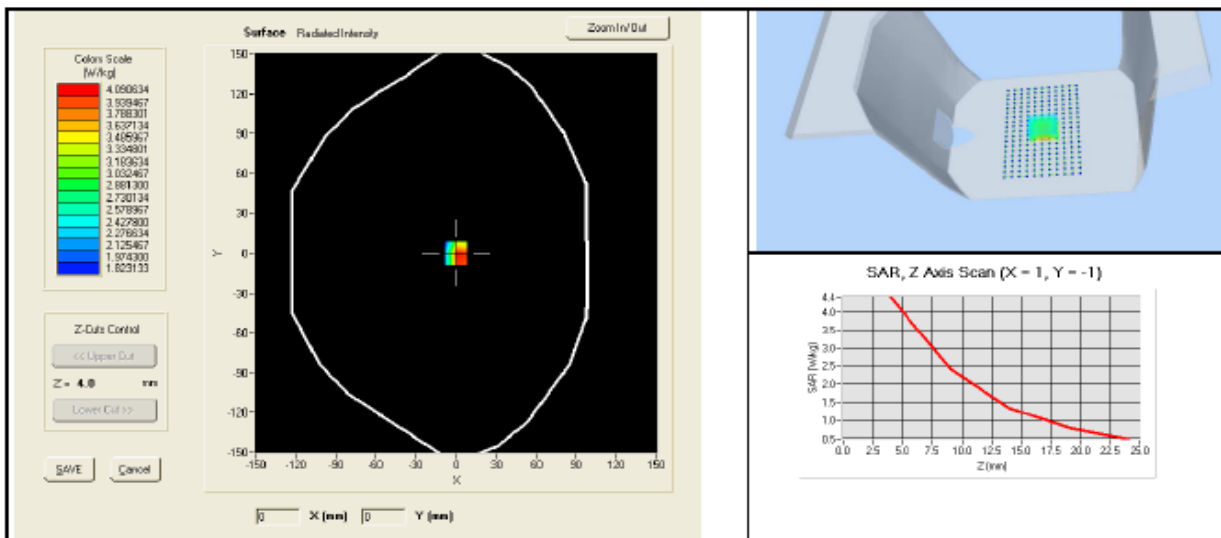 Surface Radiated Intensity
Zoom In/Out
Colors Scale
(W/kg)
4.090634
3.939467
3.788301
3.637134
3.485967
3.334801
3.183634
3.032467
2.881300
2.730134
2.578967
2.427800
2.276634
2.125467
1.974300
1.823133
Z-Cuts Control
<< Upper Cut
Z = 4.0 mm
Lower Cut >>
SAVE
Cancel
150
120
90
60
30
0
-30
-60
-90
-120
-150
Y
-150 -120 -90 -60 -30 0 30 60 90 120 150
X
0 X (mm) 0 Y (mm)
SAR, Z Axis Scan (X = 1, Y = -1)
4.4
4.0
3.5
3.0
2.5
2.0
1.5
1.0
0.5
SAR (W/kg)
0.0 2.5 5.0 7.5 10.0 12.5 15.0 17.5 20.0 22.5 25.0
Z (mm)